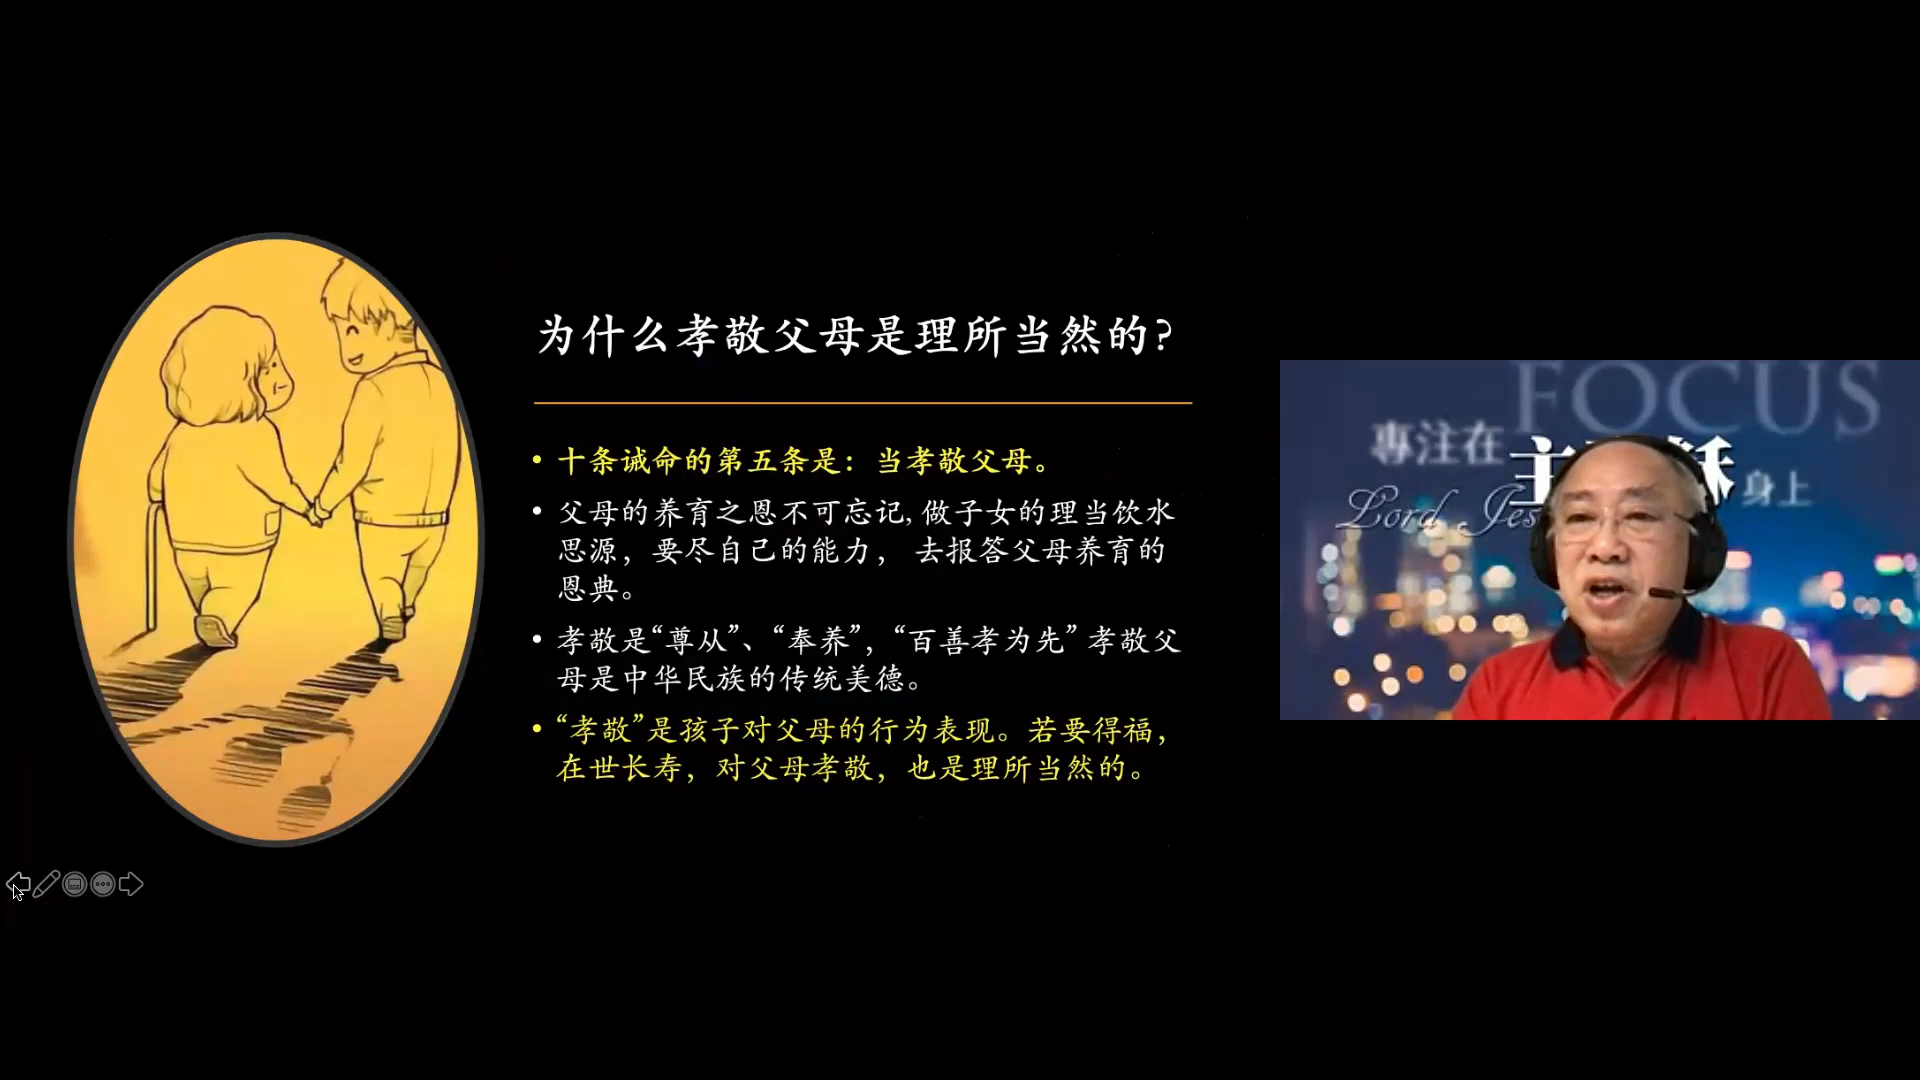 为什么孝敬父母是理所当然的?
• 十条诫命的第五条是：当孝敬父母。
• 父母的养育之恩不可忘记, 做子女的理当饮水
思源，要尽自己的能力， 去报答父母养育的
恩典。
• 孝敬是“尊从”、“奉养”，“百善孝为先” 孝敬父
母是中华民族的传统美德。
• “孝敬”是孩子对父母的行为表现。若要得福，
在世长寿，对父母孝敬，也是理所当然的。
FOCUS
專注在
主 穌 身上
Lord Jes